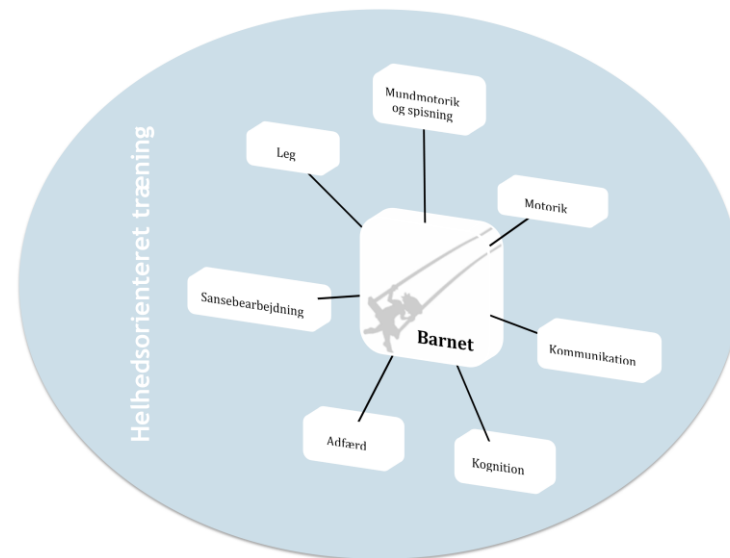 Helhedsorienteret træning
Mundmotorik
og spisning
Leg
Motorik
Sansebearbejdning
Barnet
Kommunikation
Adfærd
Kognition